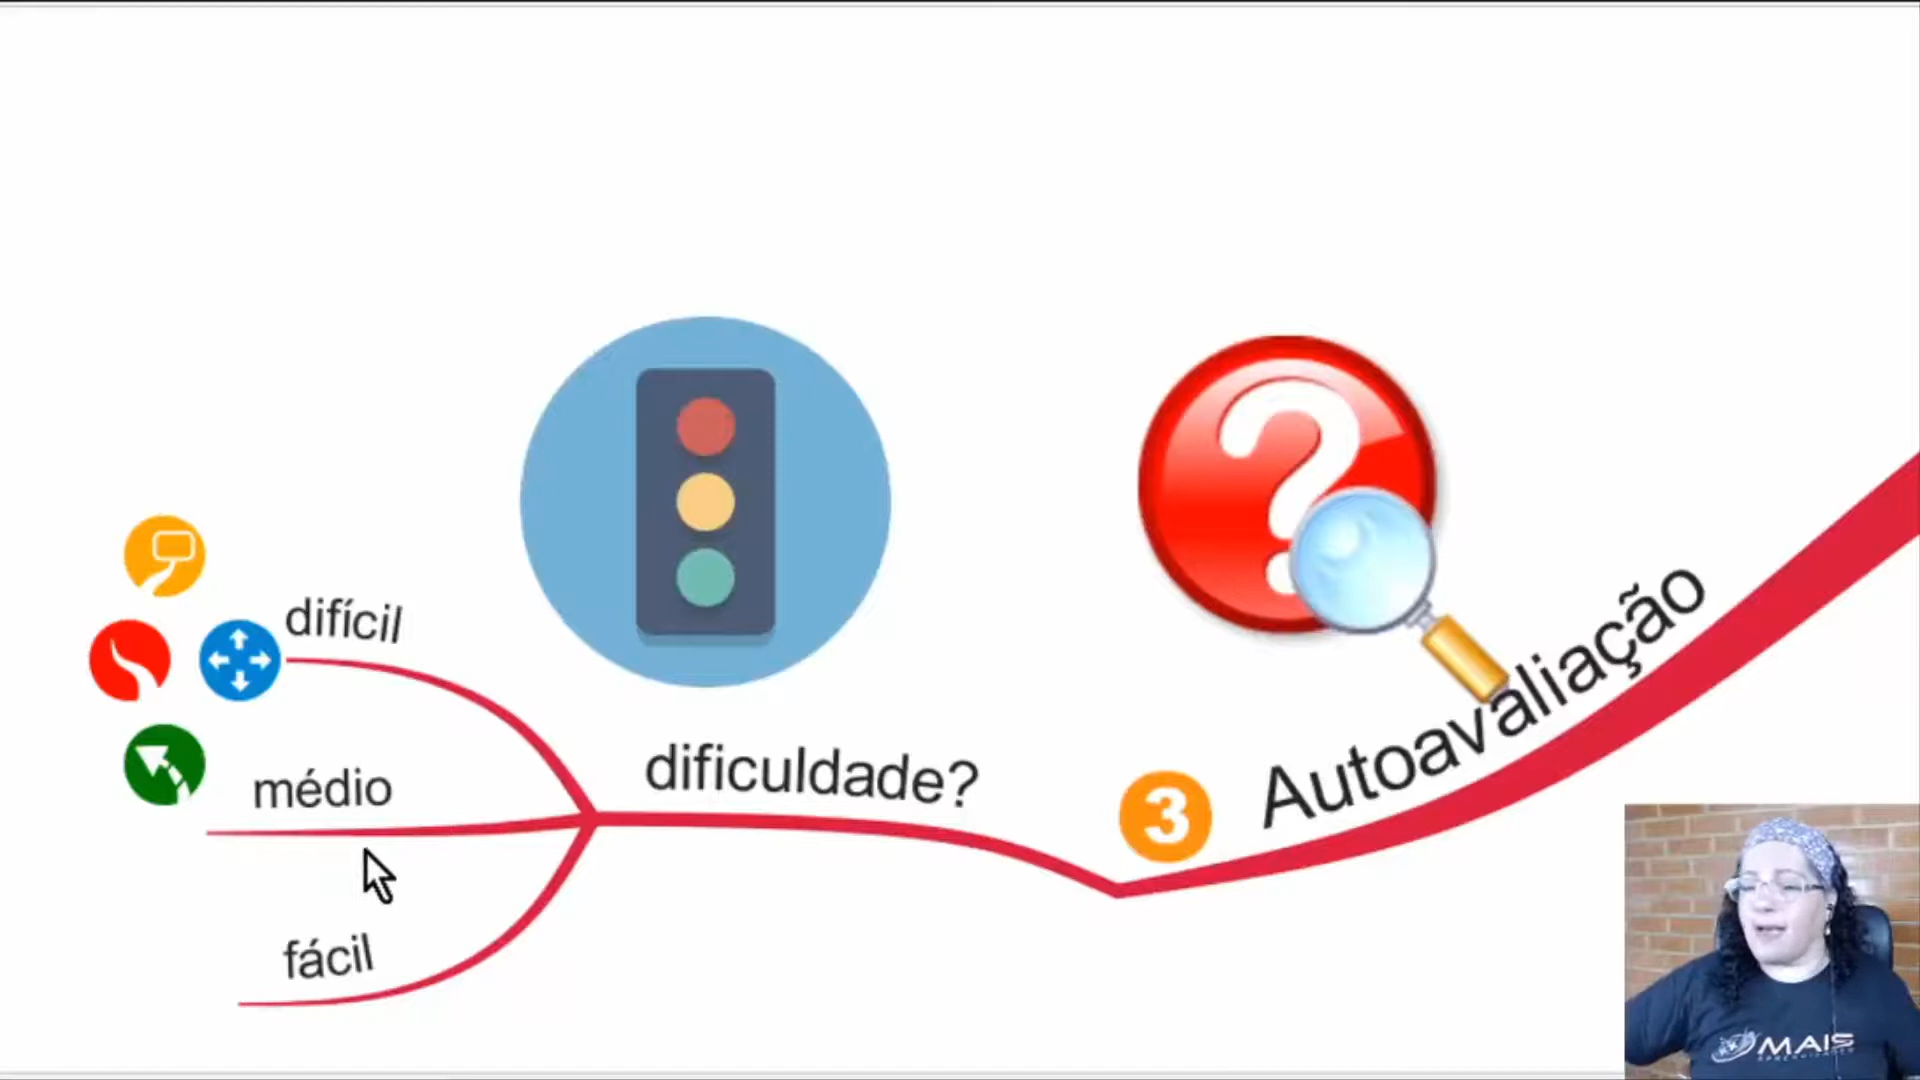 difícil
médio
fácil
dificuldade?
?
3
Autoavaliação
MAIS